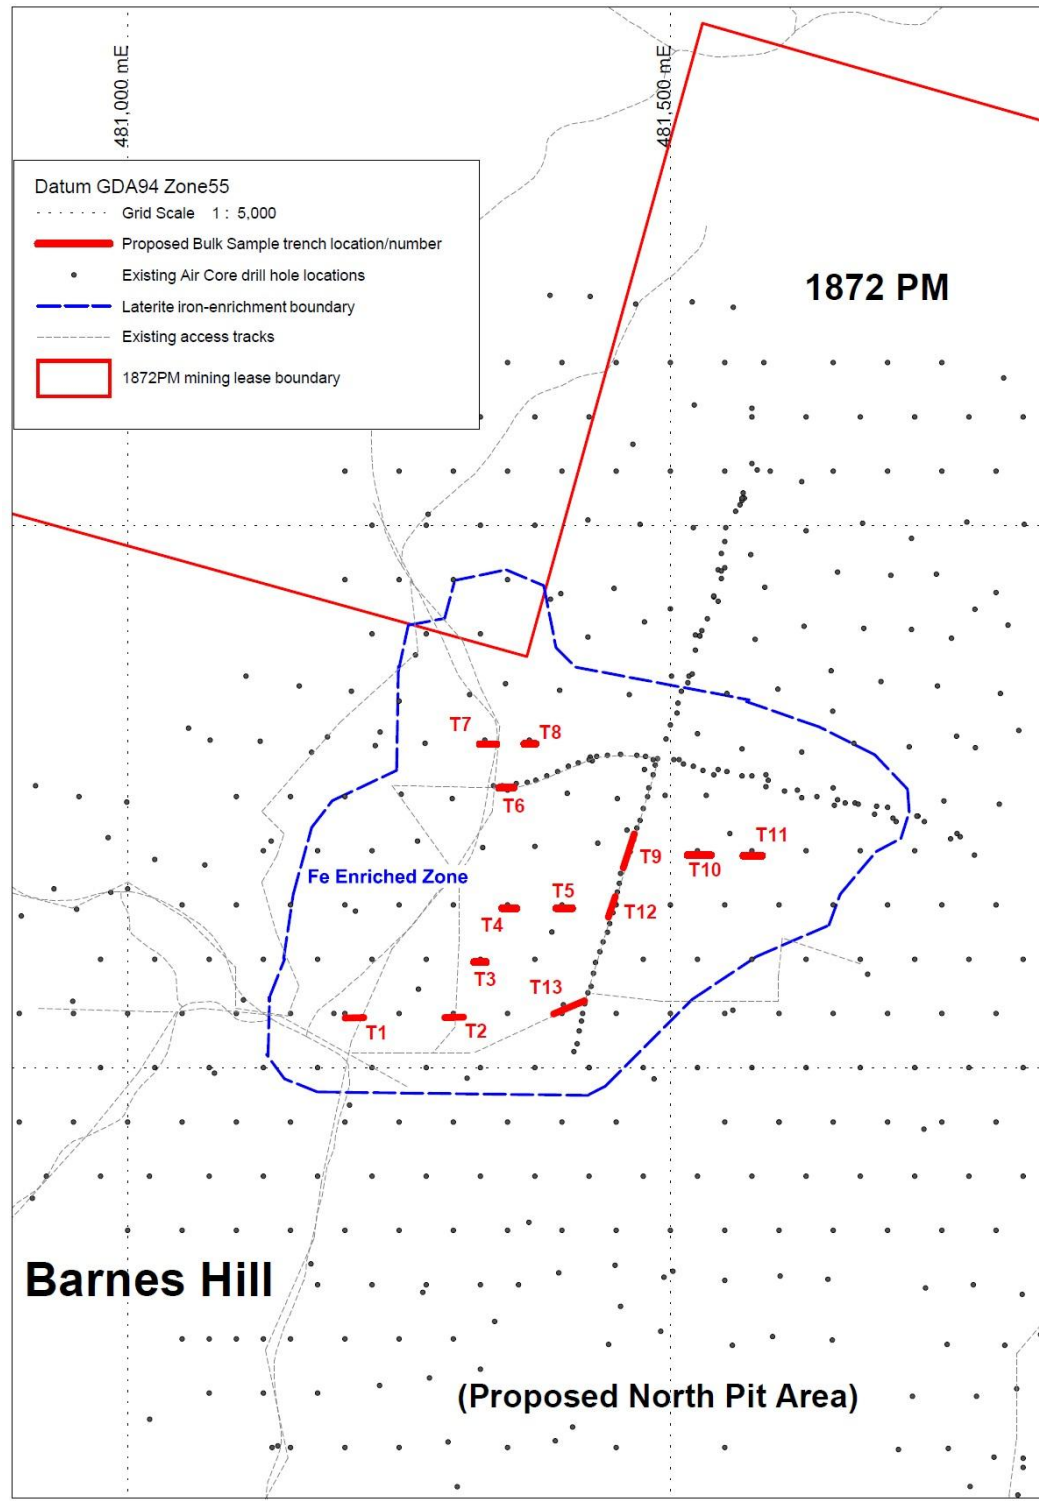 481,000 mE
481,500 mE
Datum GDA94 Zone55
Grid Scale 1 : 5,000
Proposed Bulk Sample trench location/number
Existing Air Core drill hole locations
Laterite iron-enrichment boundary
Existing access tracks
1872PM mining lease boundary
1872 PM
T7
T8
T6
T9
T10
T11
Fe Enriched Zone
T5
T4
T12
T3
T13
T1
T2
Barnes Hill
(Proposed North Pit Area)